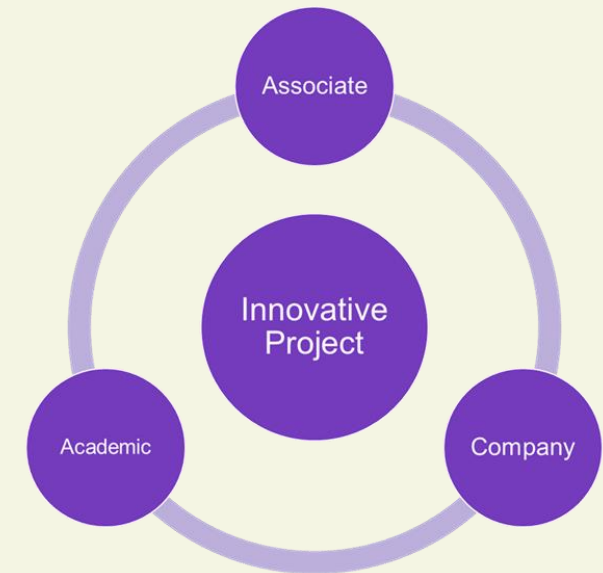 Associate
Innovative
Project
Academic
Company